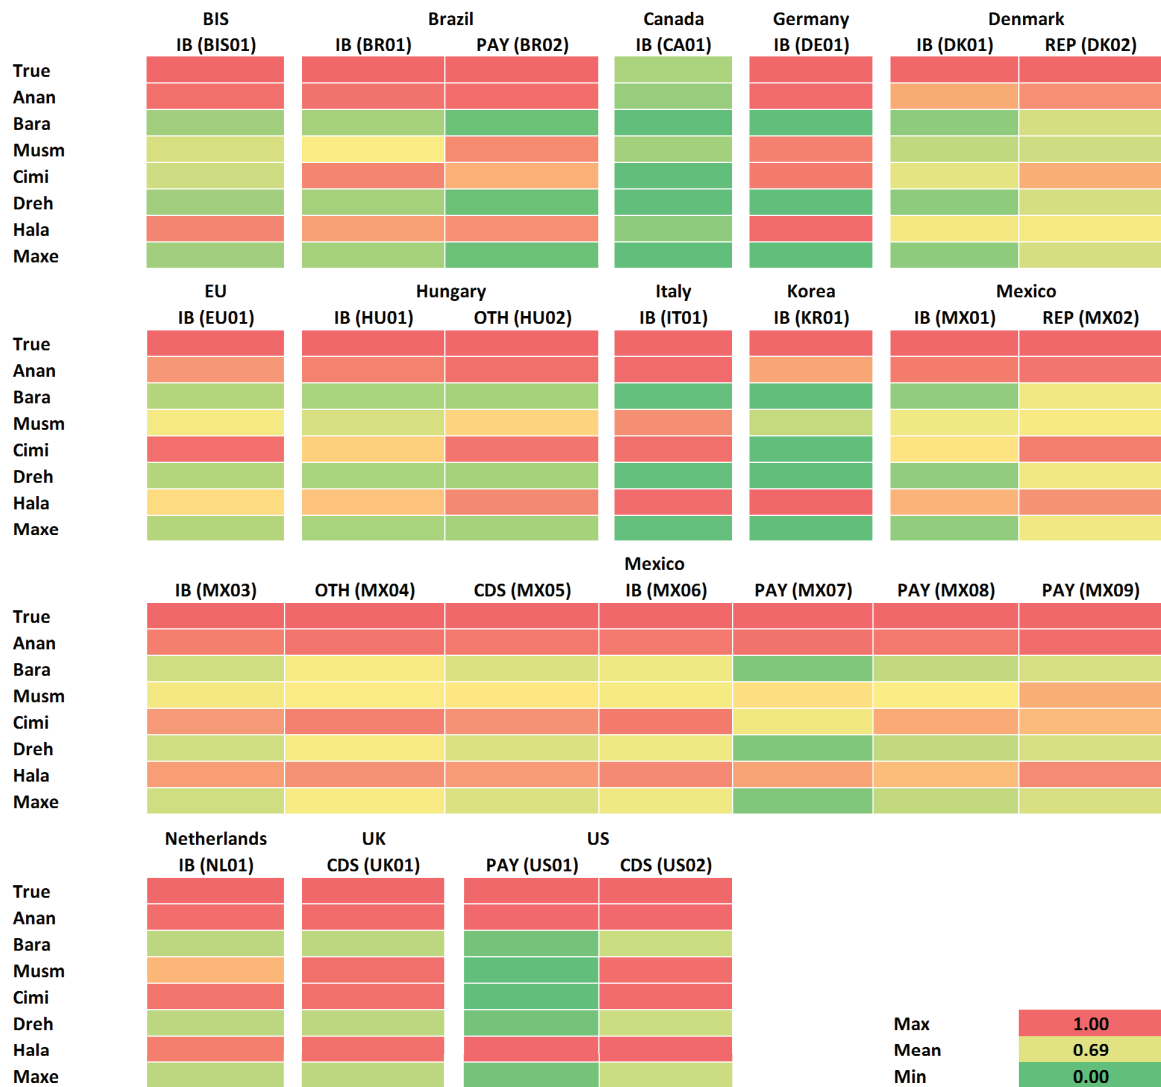 BIS Brazil Canada Germany Denmark
IB (BIS01) IB (BR01) PAY (BR02) IB (CA01) IB (DE01) IB (DK01) REP (DK02)
True
Anan
Bara
Musm
Cimi
Dreh
Hala
Maxe
EU Hungary Italy Korea Mexico
IB (EU01) IB (HU01) OTH (HU02) IB (IT01) IB (KR01) IB (MX01) REP (MX02)
True
Anan
Bara
Musm
Cimi
Dreh
Hala
Maxe
Mexico
IB (MX03) OTH (MX04) CDS (MX05) IB (MX06) PAY (MX07) PAY (MX08) PAY (MX09)
True
Anan
Bara
Musm
Cimi
Dreh
Hala
Maxe
Netherlands UK US
IB (NL01) CDS (UK01) PAY (US01) CDS (US02)
True
Anan
Bara
Musm
Cimi
Dreh Max 1.00
Hala Mean 0.69
Maxe Min 0.00